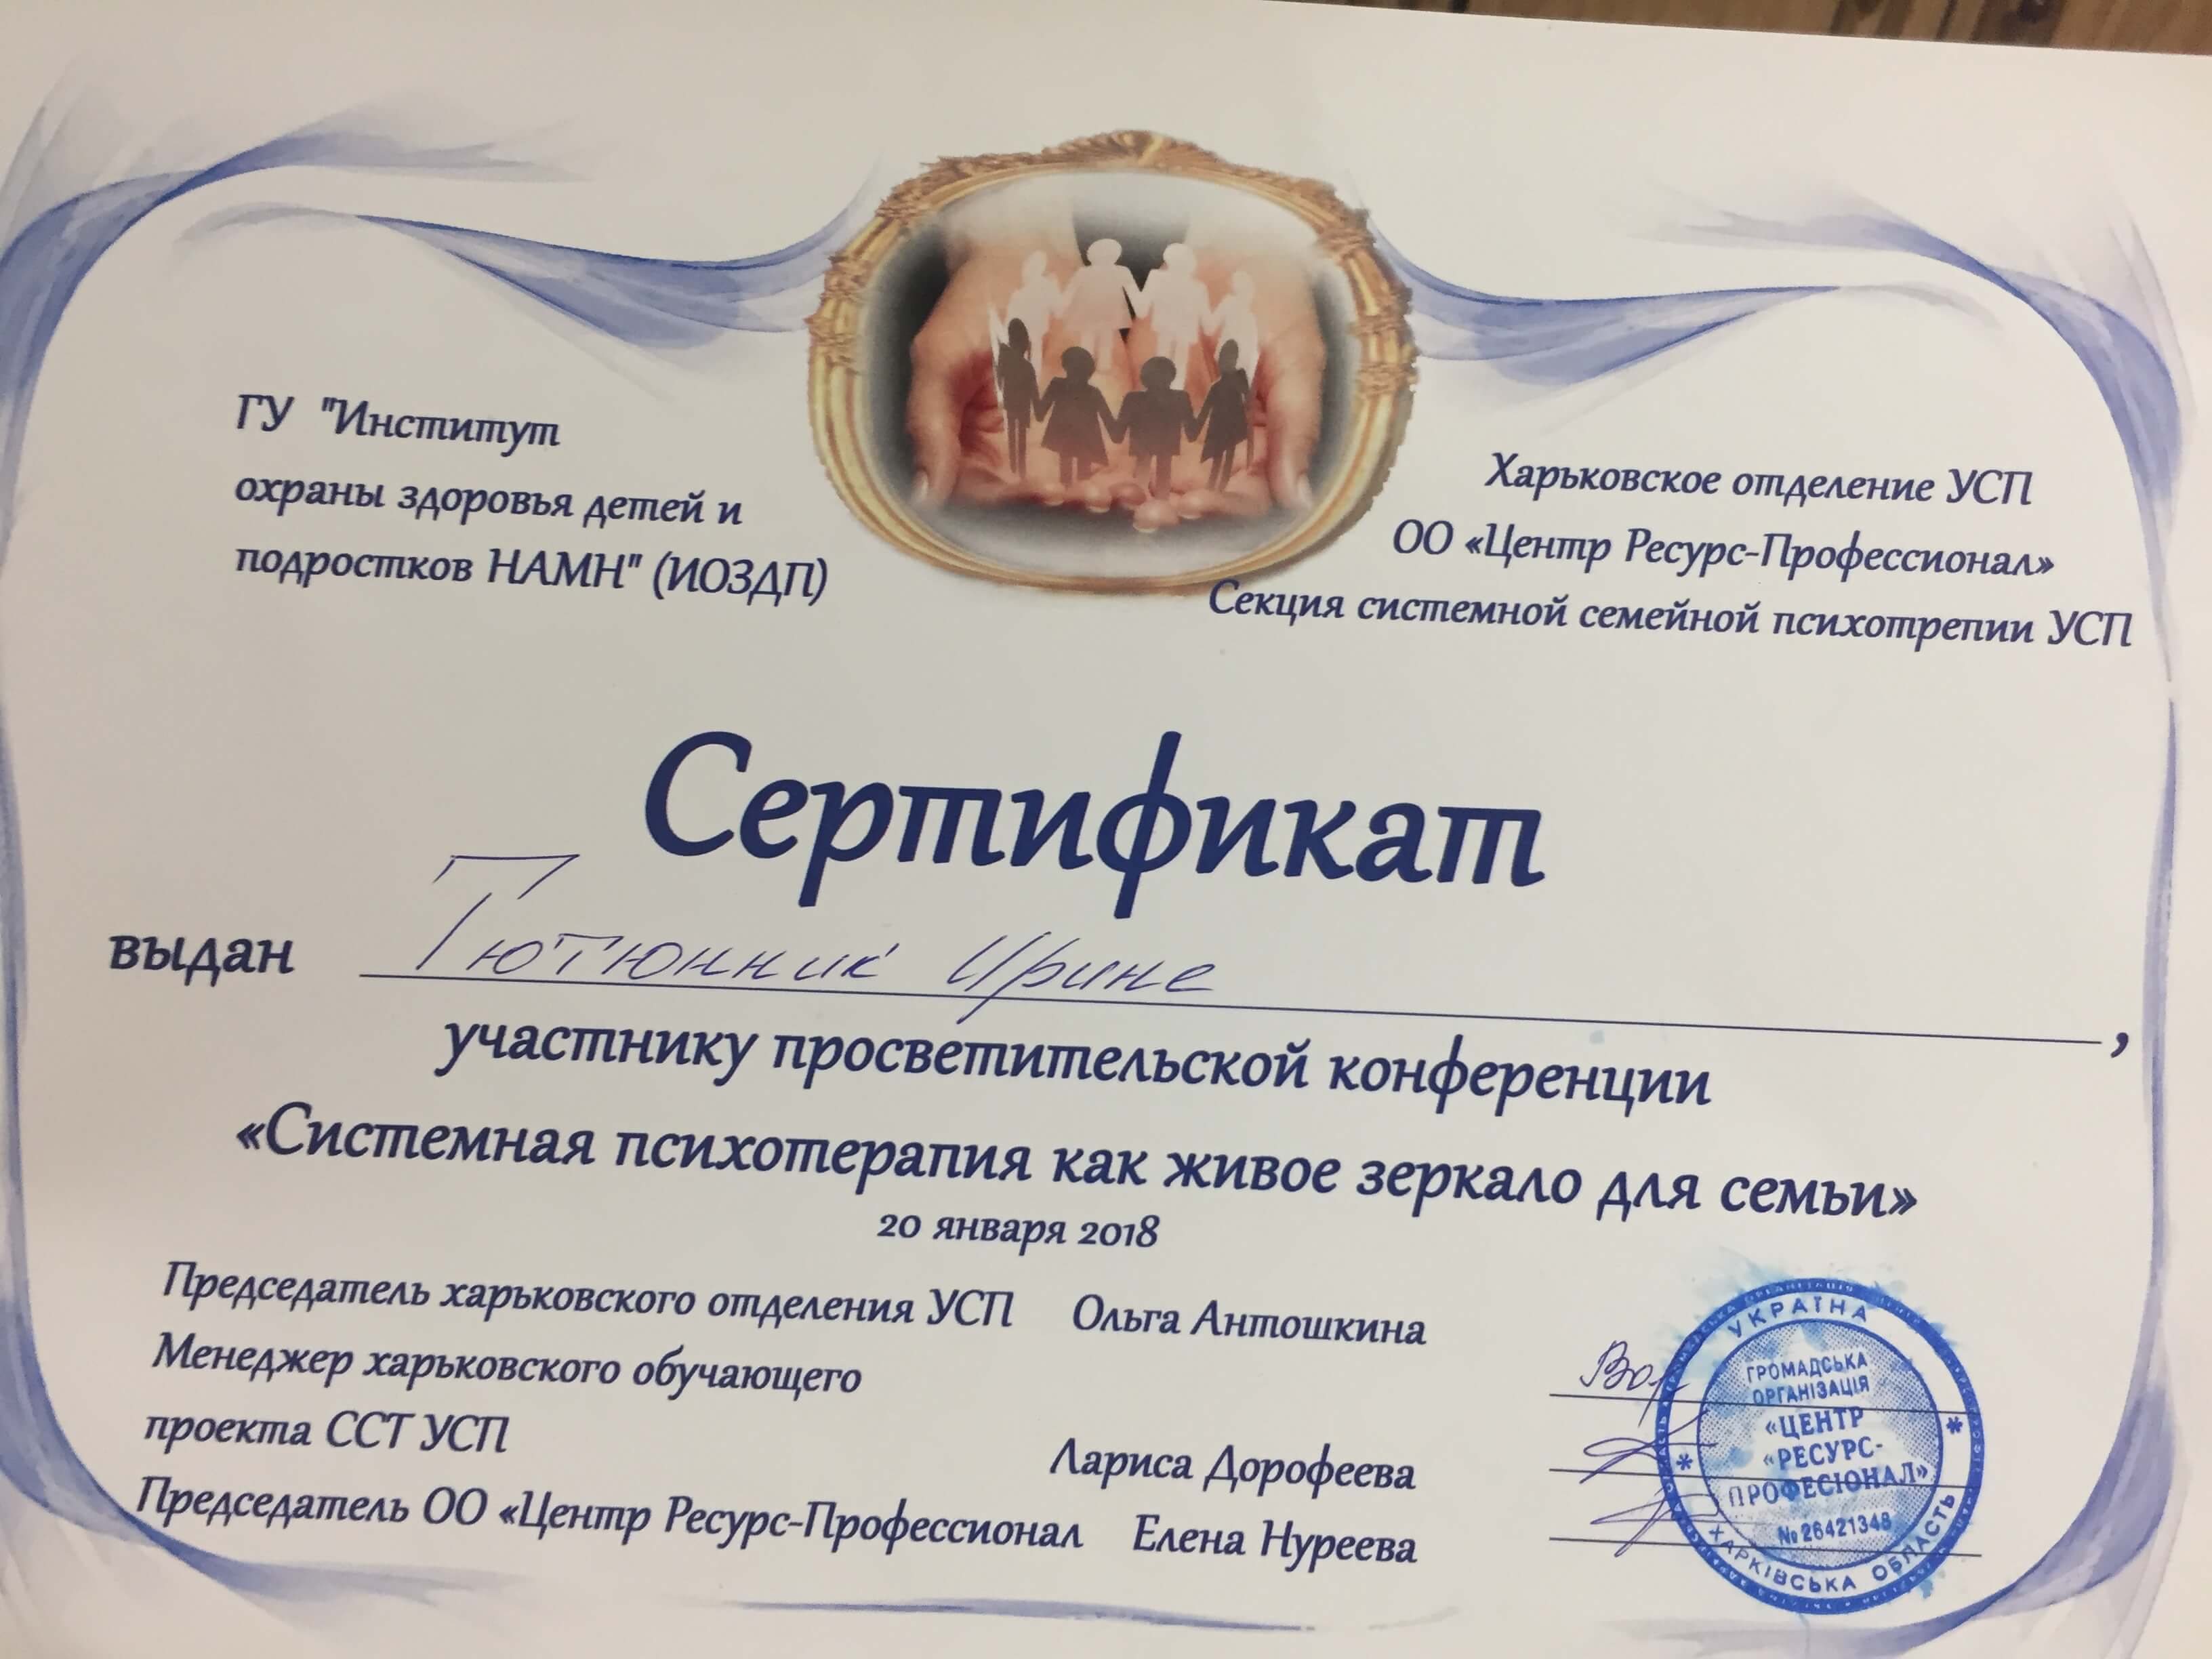 ГУ "Институт
охраны здоровья детей и
подростков НАМН" (ИОЗДП)
Харьковское отделение УСП
ОО «Центр Ресурс-Профессионал»
Секция системной семейной психотрепии УСП
Сертификат
выдан Тютюнник Ирине ,
участнику просветительской конференции
«Системная психотерапия как живое зеркало для семьи»
20 января 2018
Председатель харьковского отделения УСП Ольга Антошкина
Менеджер харьковского обучающего
проекта ССТ УСП Лариса Дорофеева
Председатель ОО «Центр Ресурс-Профессионал Елена Нуреева
УКРАЇНА
ГРОМАДСЬКА
ОРГАНІЗАЦІЯ
«ЦЕНТР
«РЕСУРС-
ПРОФЕСІОНАЛ»
№ 26421348
ХАРКІВСЬКА ОБЛАСТЬ